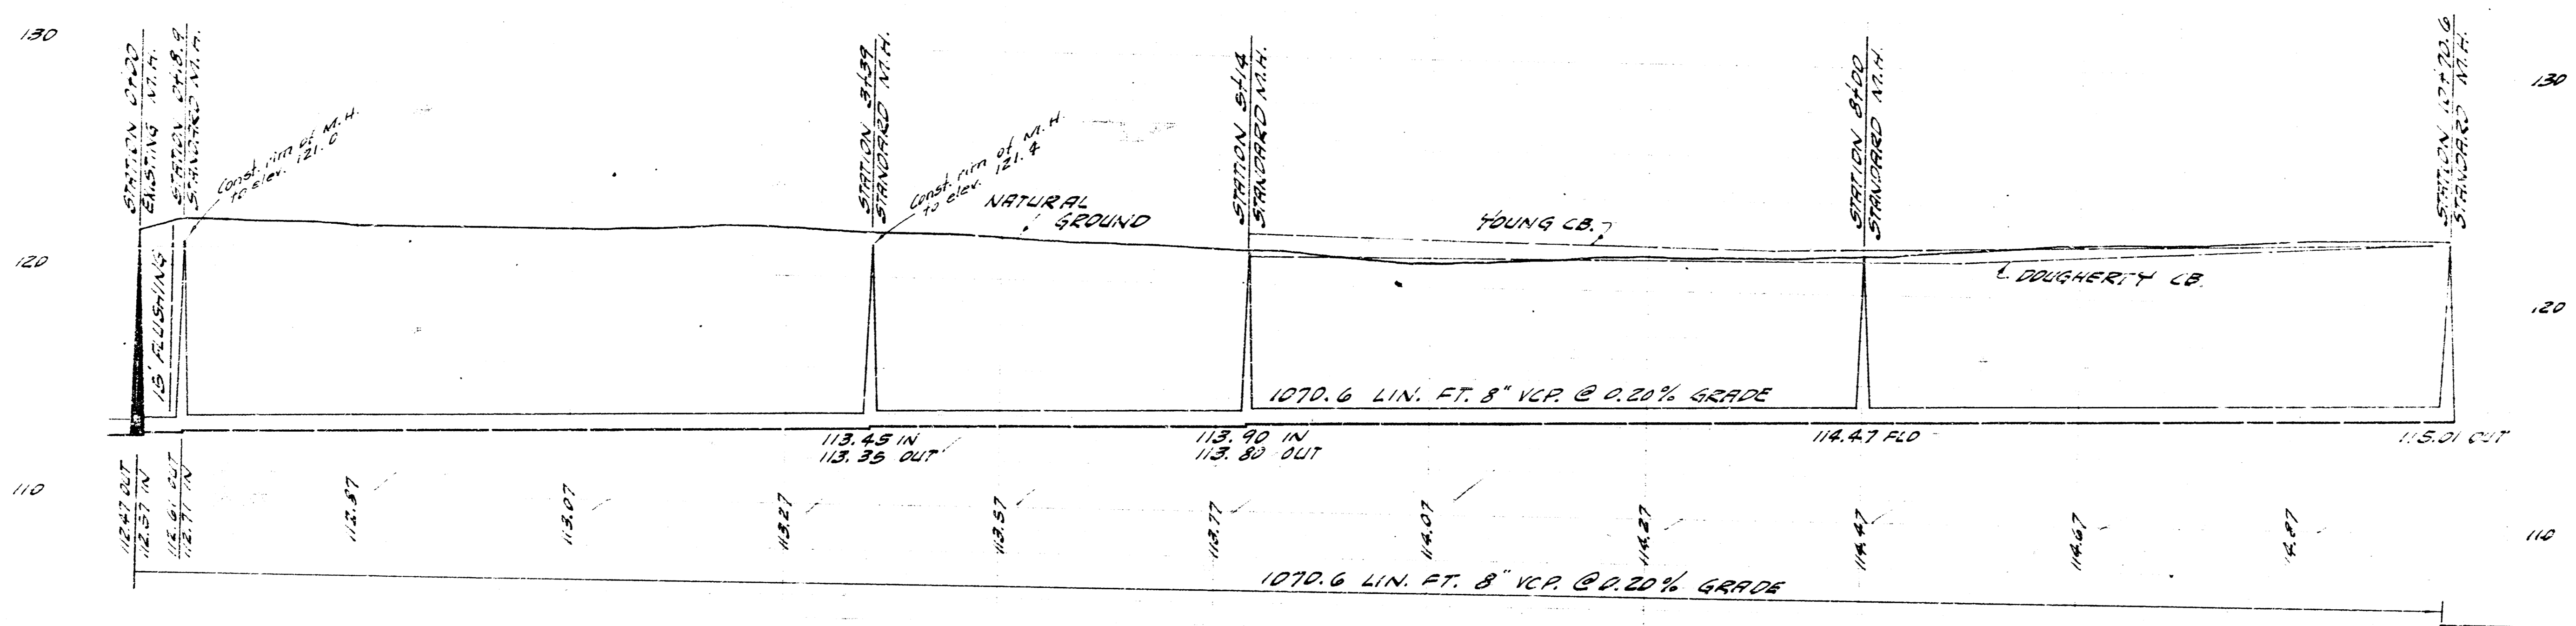 130
STATION 0+00
EXISTING M.H.
STATION 0+18.9
STANDARD M.H.
Const. rim of M.H.
to elev. 121.6
STATION 3+39
STANDARD M.H.
Const. rim of M.H.
to elev. 121.4
NATURAL
GROUND
STATION 5+14
STANDARD M.H.
YOUNG CB.
STATION 8+00
STANDARD M.H.
STATION 10+70.6
STANDARD M.H.
130
120
15' FLUSHING
DOUGHERTY CB.
120
1070.6 LIN. FT. 8" VCP. @ 0.20% GRADE
113.45 IN
113.35 OUT
113.90 IN
113.80 OUT
114.47 FLO
115.01 OUT
110
112.47 OUT
112.37 IN
112.61 OUT
112.71 IN
112.87
113.07
113.27
113.57
113.77
114.07
114.27
114.47
114.67
4.87
110
1070.6 LIN. FT. 8" VCP. @ 0.20% GRADE